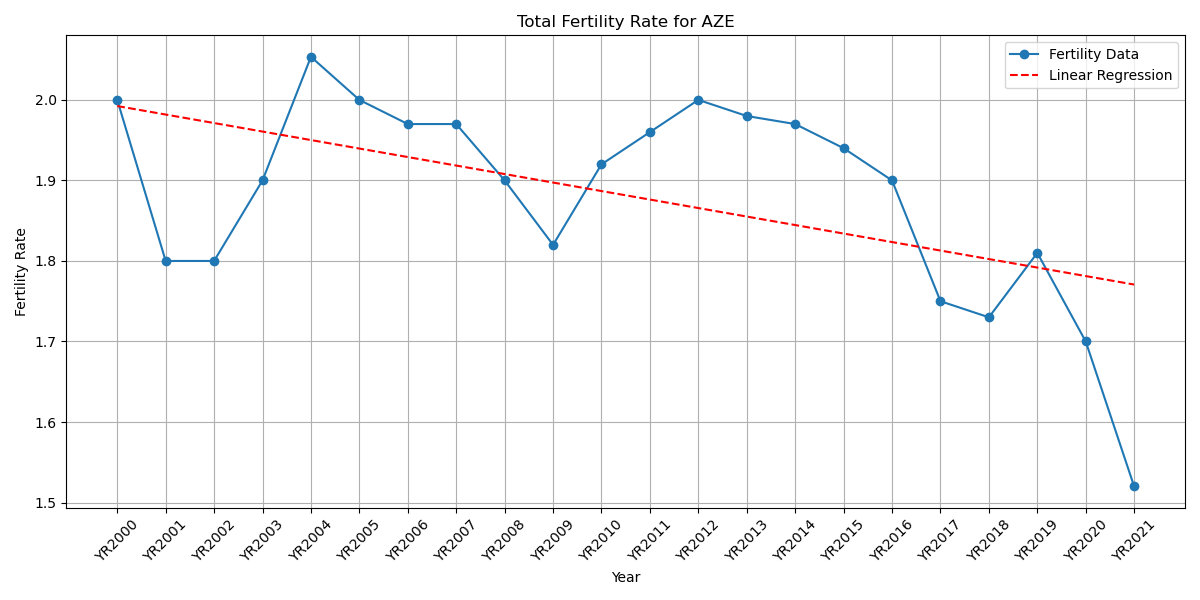 Total Fertility Rate for AZE
Fertility Data
Linear Regression
Fertility Rate
2.0
1.9
1.8
1.7
1.6
1.5
YR2000
YR2001
YR2002
YR2003
YR2004
YR2005
YR2006
YR2007
YR2008
YR2009
YR2010
YR2011
YR2012
YR2013
YR2014
YR2015
YR2016
YR2017
YR2018
YR2019
YR2020
YR2021
Year